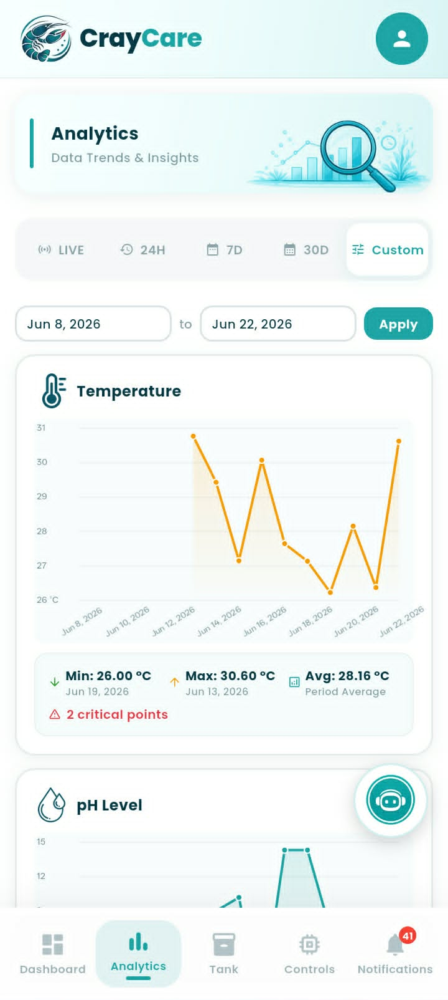 CrayCare
Analytics
Data Trends & Insights
LIVE 24H 7D 30D Custom
Jun 8, 2026 to Jun 22, 2026 Apply
Temperature
31
30
29
28
27
26 °C
Jun 8, 2026 Jun 10, 2026 Jun 12, 2026 Jun 14, 2026 Jun 16, 2026 Jun 18, 2026 Jun 20, 2026 Jun 22, 2026
Min: 26.00 °C Max: 30.60 °C Avg: 28.16 °C
Jun 19, 2026 Jun 13, 2026 Period Average
2 critical points
pH Level
15
12
41
Dashboard Analytics Tank Controls Notifications